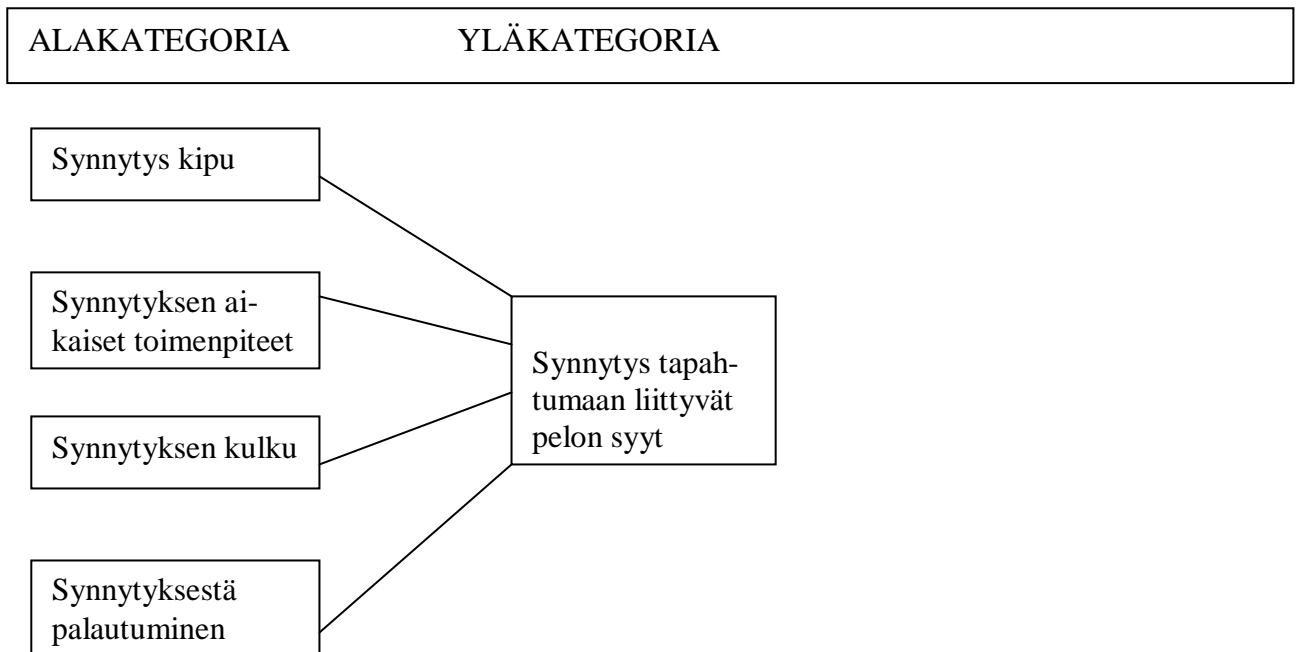 ALAKATEGORIA YLÄKATEGORIA
Synnytys kipu
Synnytyksen ai-
kaiset toimenpiteet
Synnytyksen kulku
Synnytyksestä
palautuminen
Synnytys tapah-
tumaan liittyvät
pelon syyt